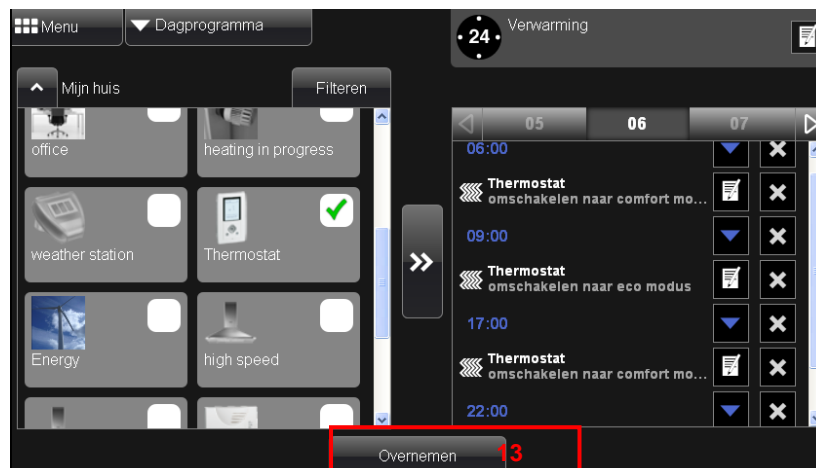 Menu
Dagprogramma
24
Verwarming
Mijn huis
Filteren
office
heating in progress
weather station
Thermostat
Energy
high speed
05
06
07
06:00
Thermostat
omschakelen naar comfort mo...
09:00
Thermostat
omschakelen naar eco modus
17:00
Thermostat
omschakelen naar comfort mo...
22:00
Overnemen
13